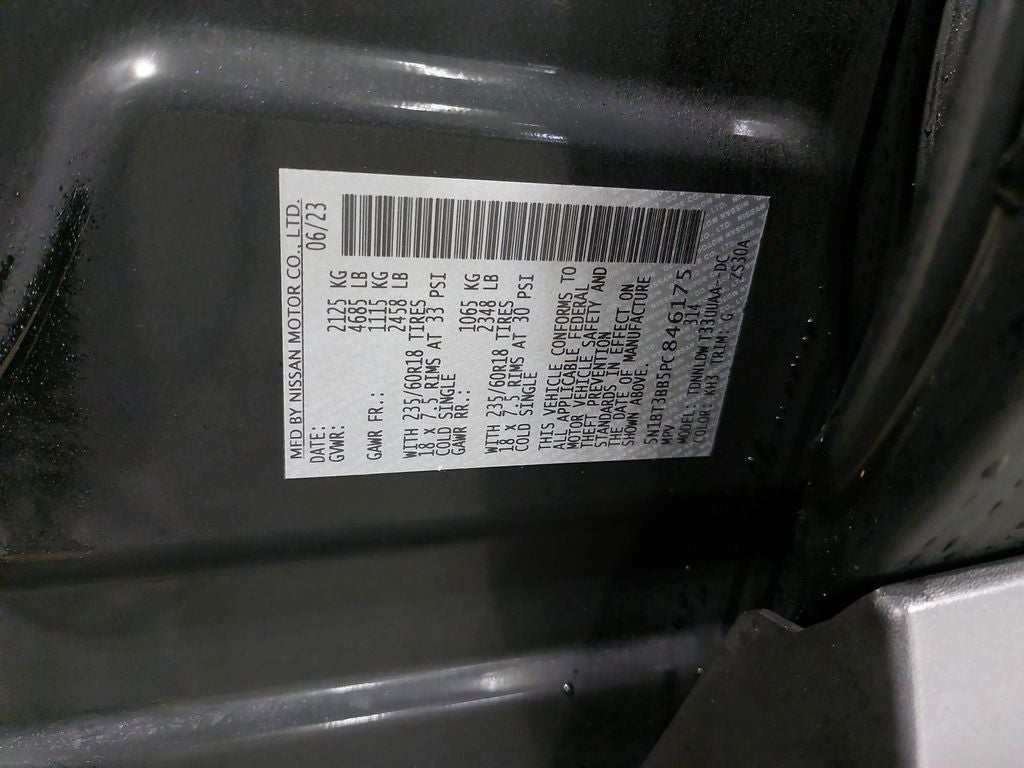 MFD BY NISSAN MOTOR CO., LTD.
DATE: 06/23
GVWR: 2125 KG
4685 LB
GAWR FR.: 1115 KG
2458 LB
WITH 235/60R18 TIRES
18 X 7.5 RIMS AT 33 PSI
COLD SINGLE
GAWR RR.: 1065 KG
2348 LB
WITH 235/60R18 TIRES
18 X 7.5 RIMS AT 30 PSI
COLD SINGLE
THIS VEHICLE CONFORMS TO
ALL APPLICABLE FEDERAL
MOTOR VEHICLE SAFETY AND
THEFT PREVENTION
STANDARDS IN EFFECT ON
THE DATE OF MANUFACTURE
SHOWN ABOVE.
5N1BT3BB5PC846175
MPV 314
MODEL: TDNNLDW T33UUAA--DC
COLOR: KH3 TRIM: G ZS30A